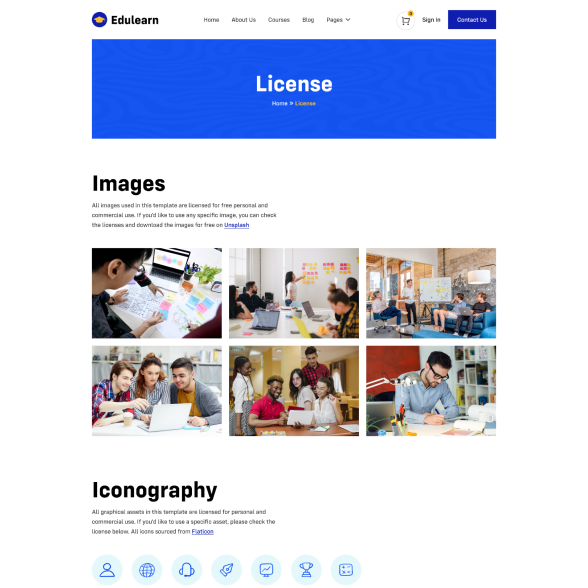 Edulearn
Home About Us Courses Blog Pages
0
Sign In
Contact Us
License
Home » License
Images
All images used in this template are licensed for free personal and
commercial use. If you'd like to use any specific image, you can check
the licenses and download the images for free on Unsplash
Iconography
All graphical assets in this template are licensed for personal and
commercial use. If you'd like to use a specific asset, please check the
license below. All icons sourced from Flaticon